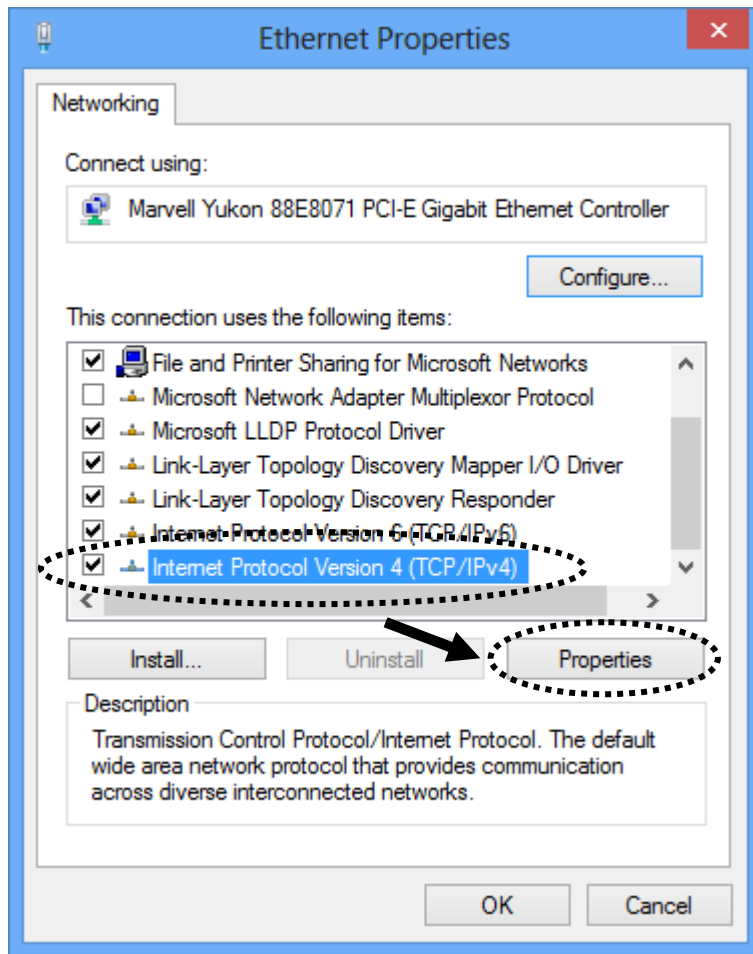 Ethernet Properties
Networking
Connect using:
Marvell Yukon 88E8071 PCI-E Gigabit Ethernet Controller
Configure...
This connection uses the following items:
File and Printer Sharing for Microsoft Networks
Microsoft Network Adapter Multiplexor Protocol
Microsoft LLDP Protocol Driver
Link-Layer Topology Discovery Mapper I/O Driver
Link-Layer Topology Discovery Responder
Internet Protocol Version 6 (TCP/IPv6)
Internet Protocol Version 4 (TCP/IPv4)
Install... Uninstall Properties
Description
Transmission Control Protocol/Internet Protocol. The default
wide area network protocol that provides communication
across diverse interconnected networks.
OK Cancel